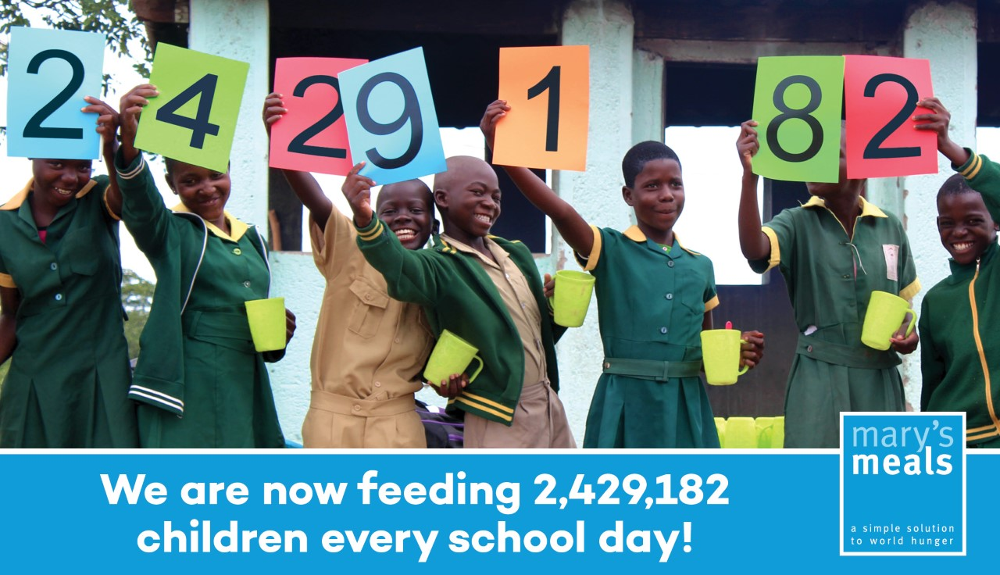 2 4 2 9 1 8 2
We are now feeding 2,429,182
children every school day!
mary's
meals
a simple solution
to world hunger